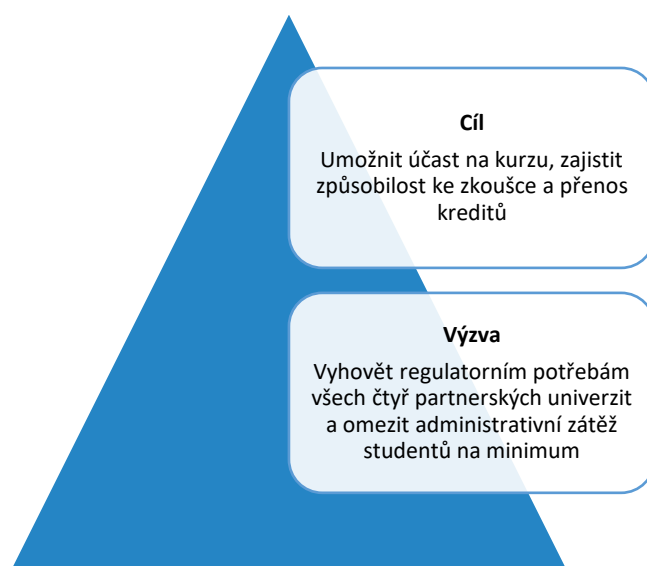 Cíl
Umožnit účast na kurzu, zajistit
způsobilost ke zkoušce a přenos
kreditů
Výzva
Vyhovět regulatorním potřebám
všech čtyř partnerských univerzit
a omezit administrativní zátěž
studentů na minimum